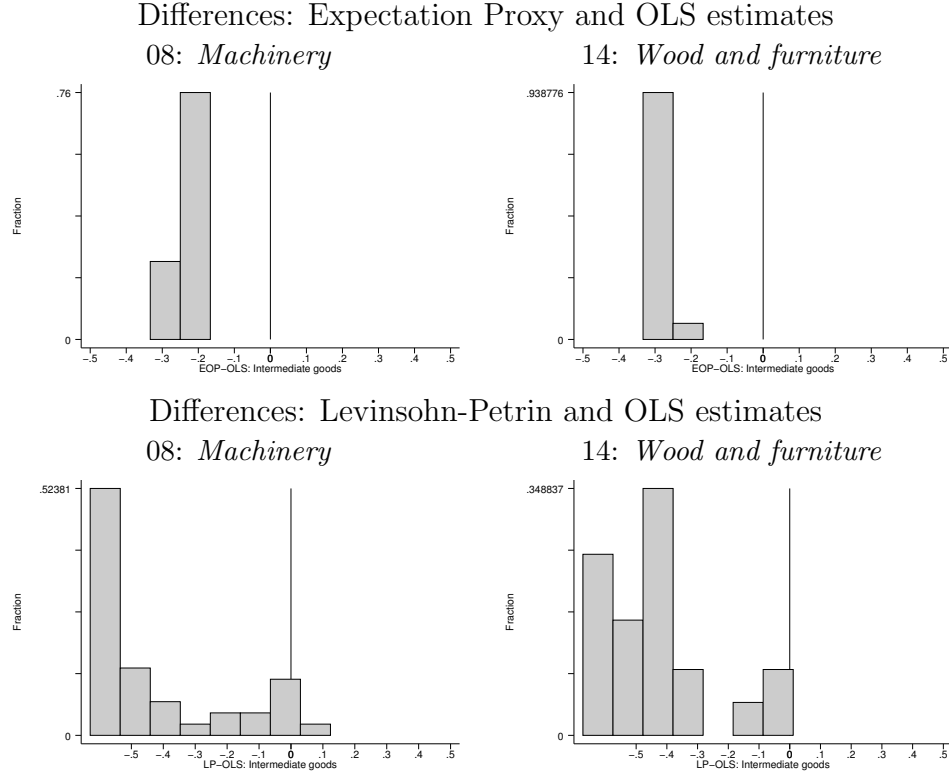 Differences: Expectation Proxy and OLS estimates
08: Machinery
14: Wood and furniture
.76
Fraction
0
−.5 −.4 −.3 −.2 −.1 0 .1 .2 .3 .4 .5
EOP−OLS: Intermediate goods
.938776
Fraction
0
−.5 −.4 −.3 −.2 −.1 0 .1 .2 .3 .4 .5
EOP−OLS: Intermediate goods
Differences: Levinsohn-Petrin and OLS estimates
08: Machinery
14: Wood and furniture
.52381
Fraction
0
−.5 −.4 −.3 −.2 −.1 0 .1 .2 .3 .4 .5
LP−OLS: Intermediate goods
.348837
Fraction
0
−.5 −.4 −.3 −.2 −.1 0 .1 .2 .3 .4 .5
LP−OLS: Intermediate goods